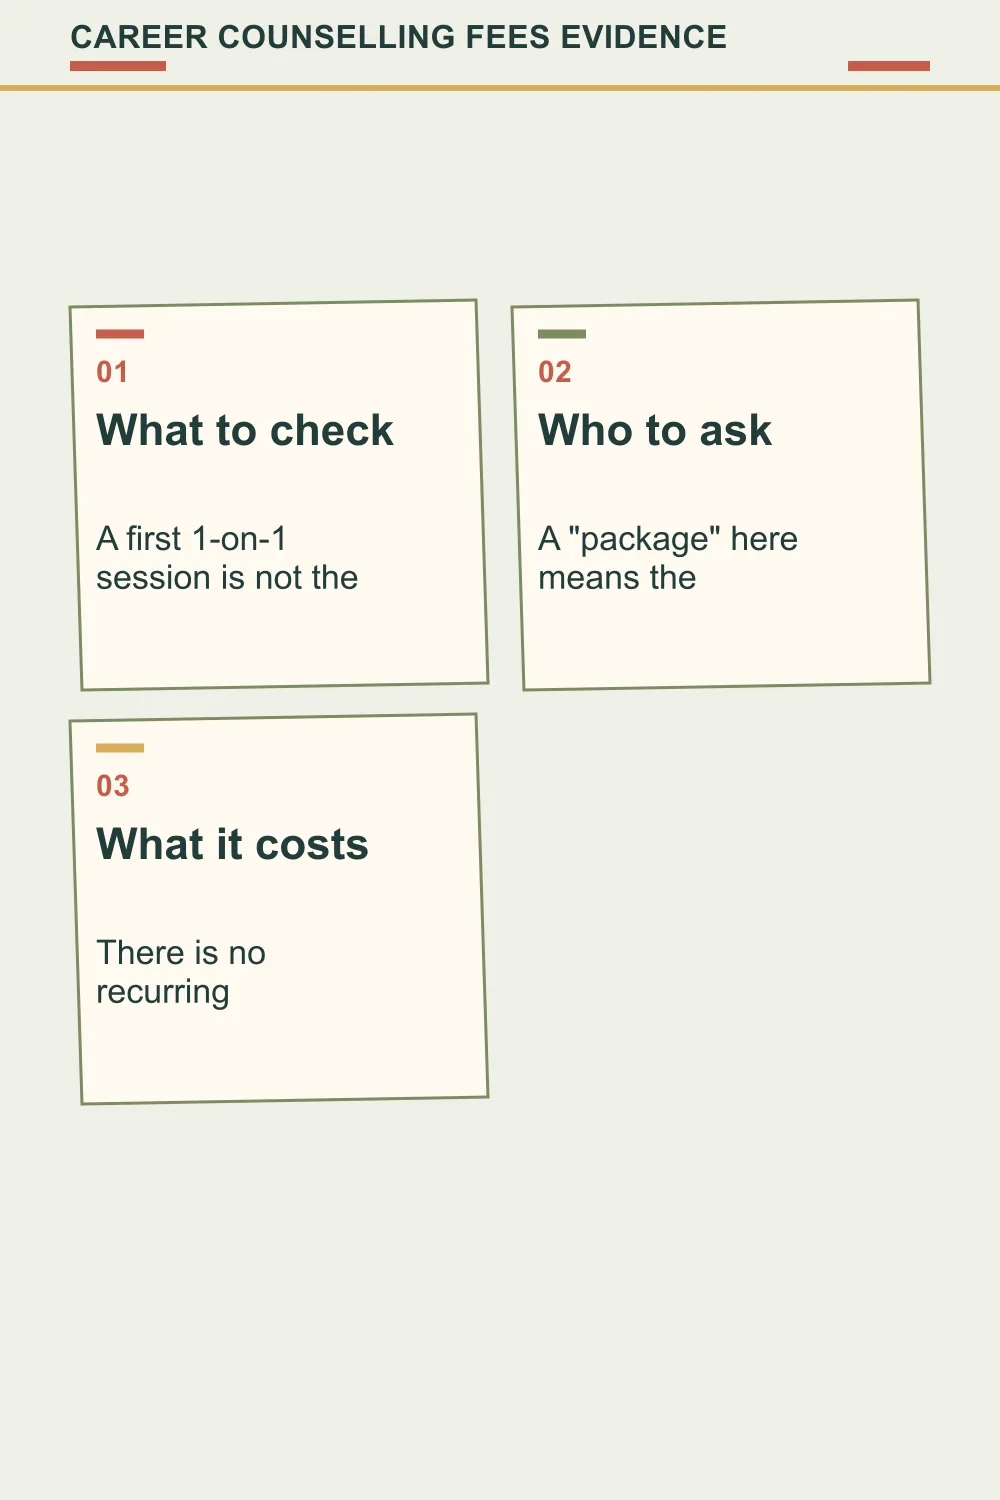 CAREER COUNSELLING FEES EVIDENCE
01
What to check
A first 1-on-1
session is not the
02
Who to ask
A "package" here
means the
03
What it costs
There is no
recurring